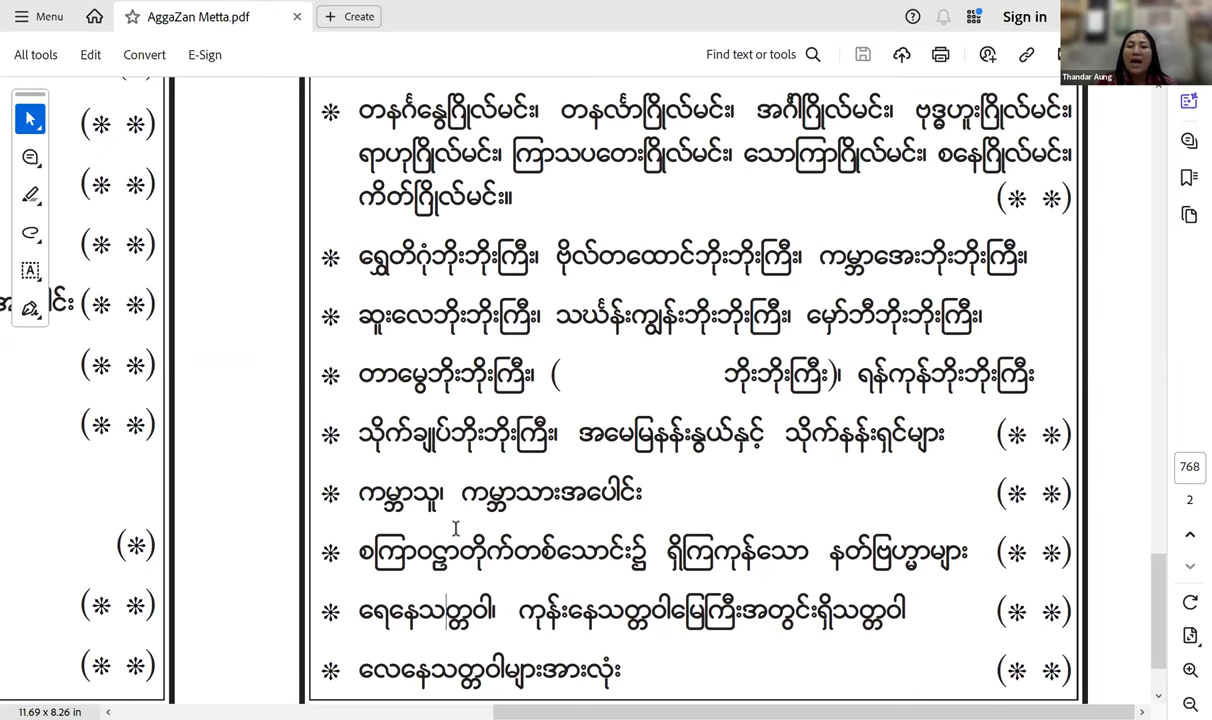 Menu
AggaZan Metta.pdf
Create
Sign in
All tools
Edit
Convert
E-Sign
Find text or tools
Thandar Aung
(* *)
(* *)
(* *)
(* *)
(* *)
(* *)
(*)
(* *)
(* *)
* တနင်္ဂနွေဂြိုလ်မင်း၊ တနင်္လာဂြိုလ်မင်း၊ အင်္ဂါဂြိုလ်မင်း၊ ဗုဒ္ဓဟူးဂြိုလ်မင်း၊
ရာဟုဂြိုလ်မင်း၊ ကြာသပတေးဂြိုလ်မင်း၊ သောကြာဂြိုလ်မင်း၊ စနေဂြိုလ်မင်း၊
ကိတ်ဂြိုလ်မင်း။ (* *)
* ရွှေတိဂုံဘိုးဘိုးကြီး၊ ဗိုလ်တထောင်ဘိုးဘိုးကြီး၊ ကမ္ဘာအေးဘိုးဘိုးကြီး၊
* ဆူးလေဘိုးဘိုးကြီး၊ သင်္ဃန်းကျွန်းဘိုးဘိုးကြီး၊ မှော်ဘီဘိုးဘိုးကြီး၊
* တာမွေဘိုးဘိုးကြီး၊ ( ဘိုးဘိုးကြီး)၊ ရန်ကုန်ဘိုးဘိုးကြီး
* သိုက်ချုပ်ဘိုးဘိုးကြီး၊ အမေမြနန်းနွယ်နှင့် သိုက်နန်းရှင်များ (* *)
* ကမ္ဘာသူ၊ ကမ္ဘာသားအပေါင်း (* *)
* စကြာဝဠာတိုက်တစ်သောင်း၌ ရှိကြကုန်သော နတ်ဗြဟ္မာများ (* *)
* ရေနေသတ္တဝါ၊ ကုန်းနေသတ္တဝါမြေကြီးအတွင်းရှိသတ္တဝါ (* *)
* လေနေသတ္တဝါများအားလုံး (* *)
768
2
11.69 x 8.26 in